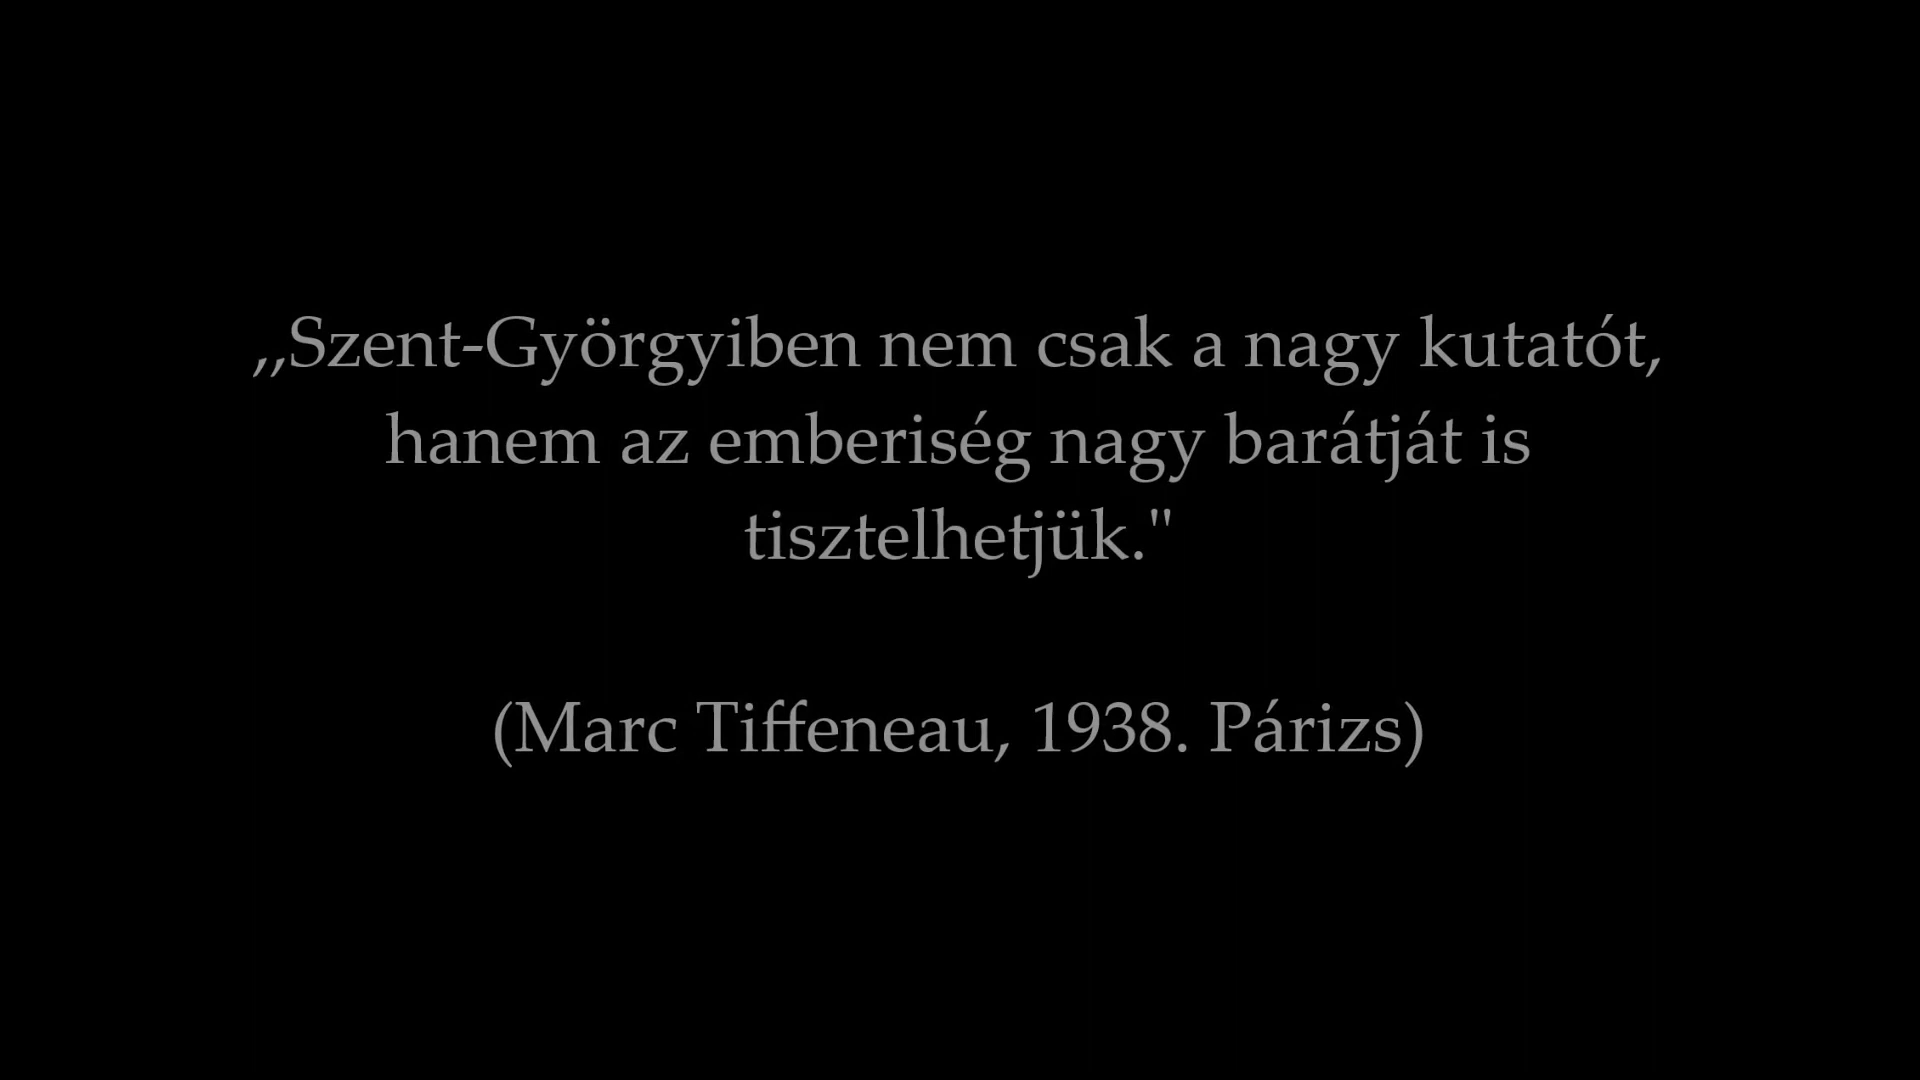 ,,Szent-Györgyiben nem csak a nagy kutatót,
hanem az emberiség nagy barátját is
tisztelhetjük."
(Marc Tiffeneau, 1938. Párizs)